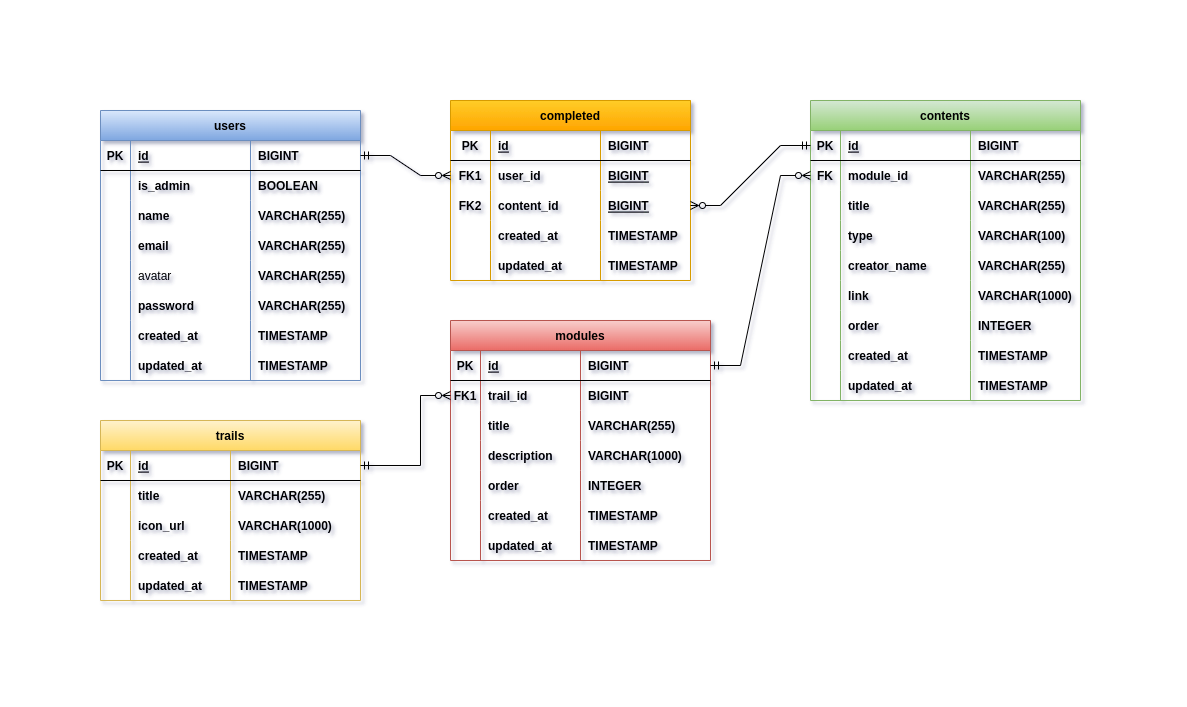 users
PK id BIGINT
is_admin BOOLEAN
name VARCHAR(255)
email VARCHAR(255)
avatar VARCHAR(255)
password VARCHAR(255)
created_at TIMESTAMP
updated_at TIMESTAMP
completed
PK id BIGINT
FK1 user_id BIGINT
FK2 content_id BIGINT
created_at TIMESTAMP
updated_at TIMESTAMP
contents
PK id BIGINT
FK module_id VARCHAR(255)
title VARCHAR(255)
type VARCHAR(100)
creator_name VARCHAR(255)
link VARCHAR(1000)
order INTEGER
created_at TIMESTAMP
updated_at TIMESTAMP
modules
PK id BIGINT
FK1 trail_id BIGINT
title VARCHAR(255)
description VARCHAR(1000)
order INTEGER
created_at TIMESTAMP
updated_at TIMESTAMP
trails
PK id BIGINT
title VARCHAR(255)
icon_url VARCHAR(1000)
created_at TIMESTAMP
updated_at TIMESTAMP